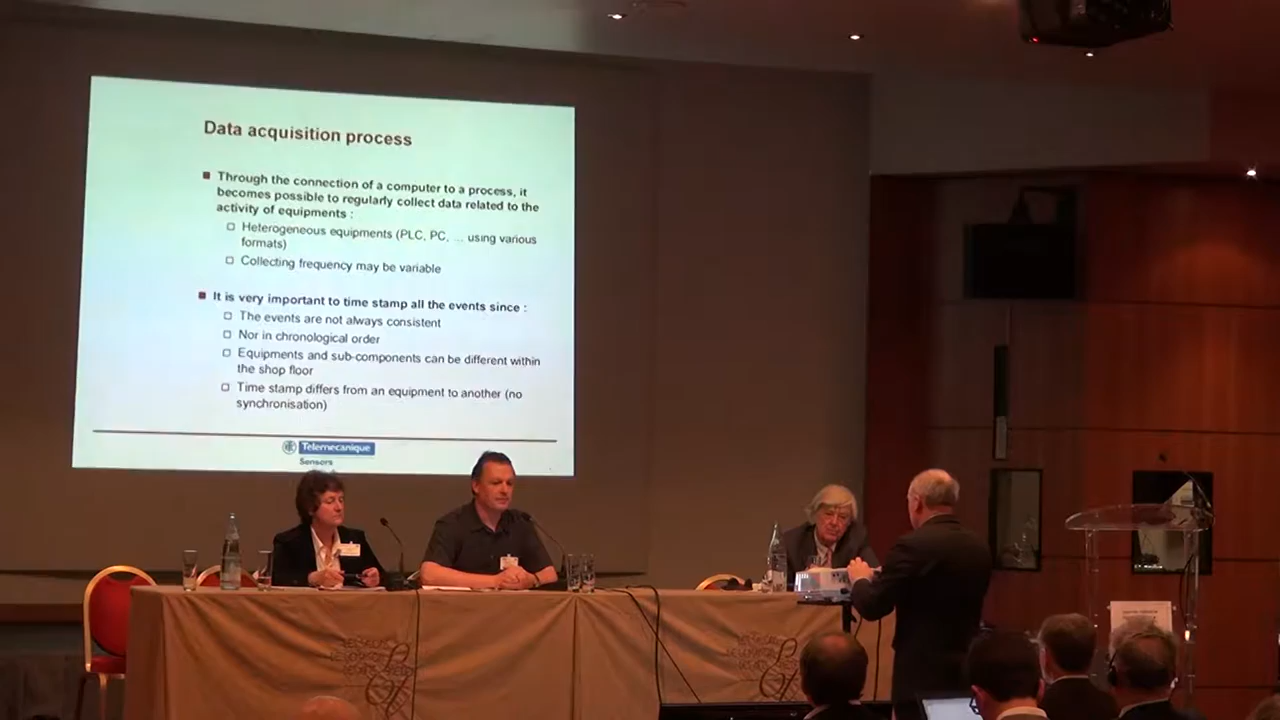 Data acquisition process
Through the connection of a computer to a process, it
becomes possible to regularly collect data related to the
activity of equipments :
Heterogeneous equipments (PLC, PC, ... using various
formats)
Collecting frequency may be variable
It is very important to time stamp all the events since :
The events are not always consistent
Nor in chronological order
Equipments and sub-components can be different within
the shop floor
Time stamp differs from an equipment to another (no
synchronisation)
Telemecanique
Sensors